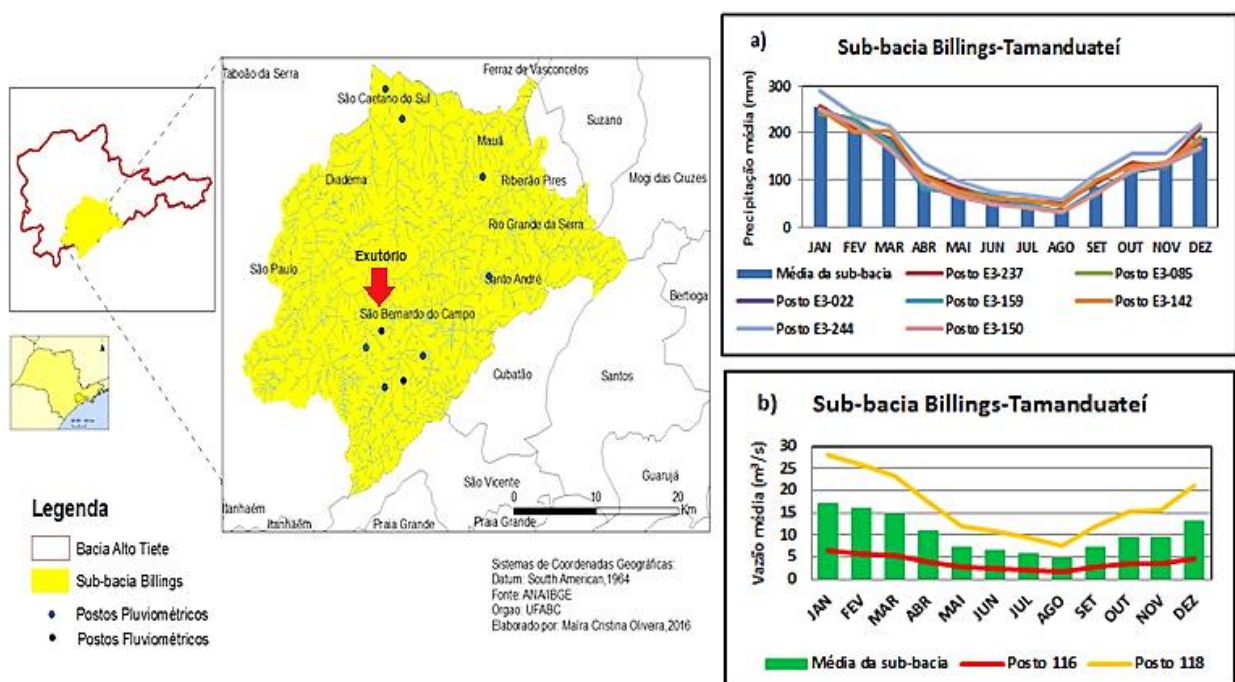 Taboão da Serra
Ferraz de Vasconcelos
São Caetano do Sul
Suzano
Mauá
Diadema
Ribeirão Pires
Mogi das Cruzes
Rio Grande da Serra
Exutório
São Paulo
Santo André
Bertioga
São Bernardo do Campo
Cubatão
Santos
Guarujá
São Vicente
0 10 20
Km
Itanhaém
Itanhaém
Praia Grande
Praia Grande
Legenda
Bacia Alto Tiete
Sub-bacia Billings
Postos Pluviométricos
Postos Fluviométricos
Sistemas de Coordenadas Geográficas:
Datum: South American,1964
Fonte: ANAIBGE
Orgao: UFABC
Elaborado por: Maíra Cristina Oliveira,2016
a) Sub-bacia Billings-Tamanduateí
Precipitação média (mm)
300
200
100
0
JAN FEV MAR ABR MAI JUN JUL AGO SET OUT NOV DEZ
Média da sub-bacia Posto E3-237 Posto E3-085
Posto E3-022 Posto E3-159 Posto E3-142
Posto E3-244 Posto E3-150
b) Sub-bacia Billings-Tamanduateí
Vazão média (m³/s)
30
25
20
15
10
5
0
JAN FEV MAR ABR MAI JUN JUL AGO SET OUT NOV DEZ
Média da sub-bacia Posto 116 Posto 118